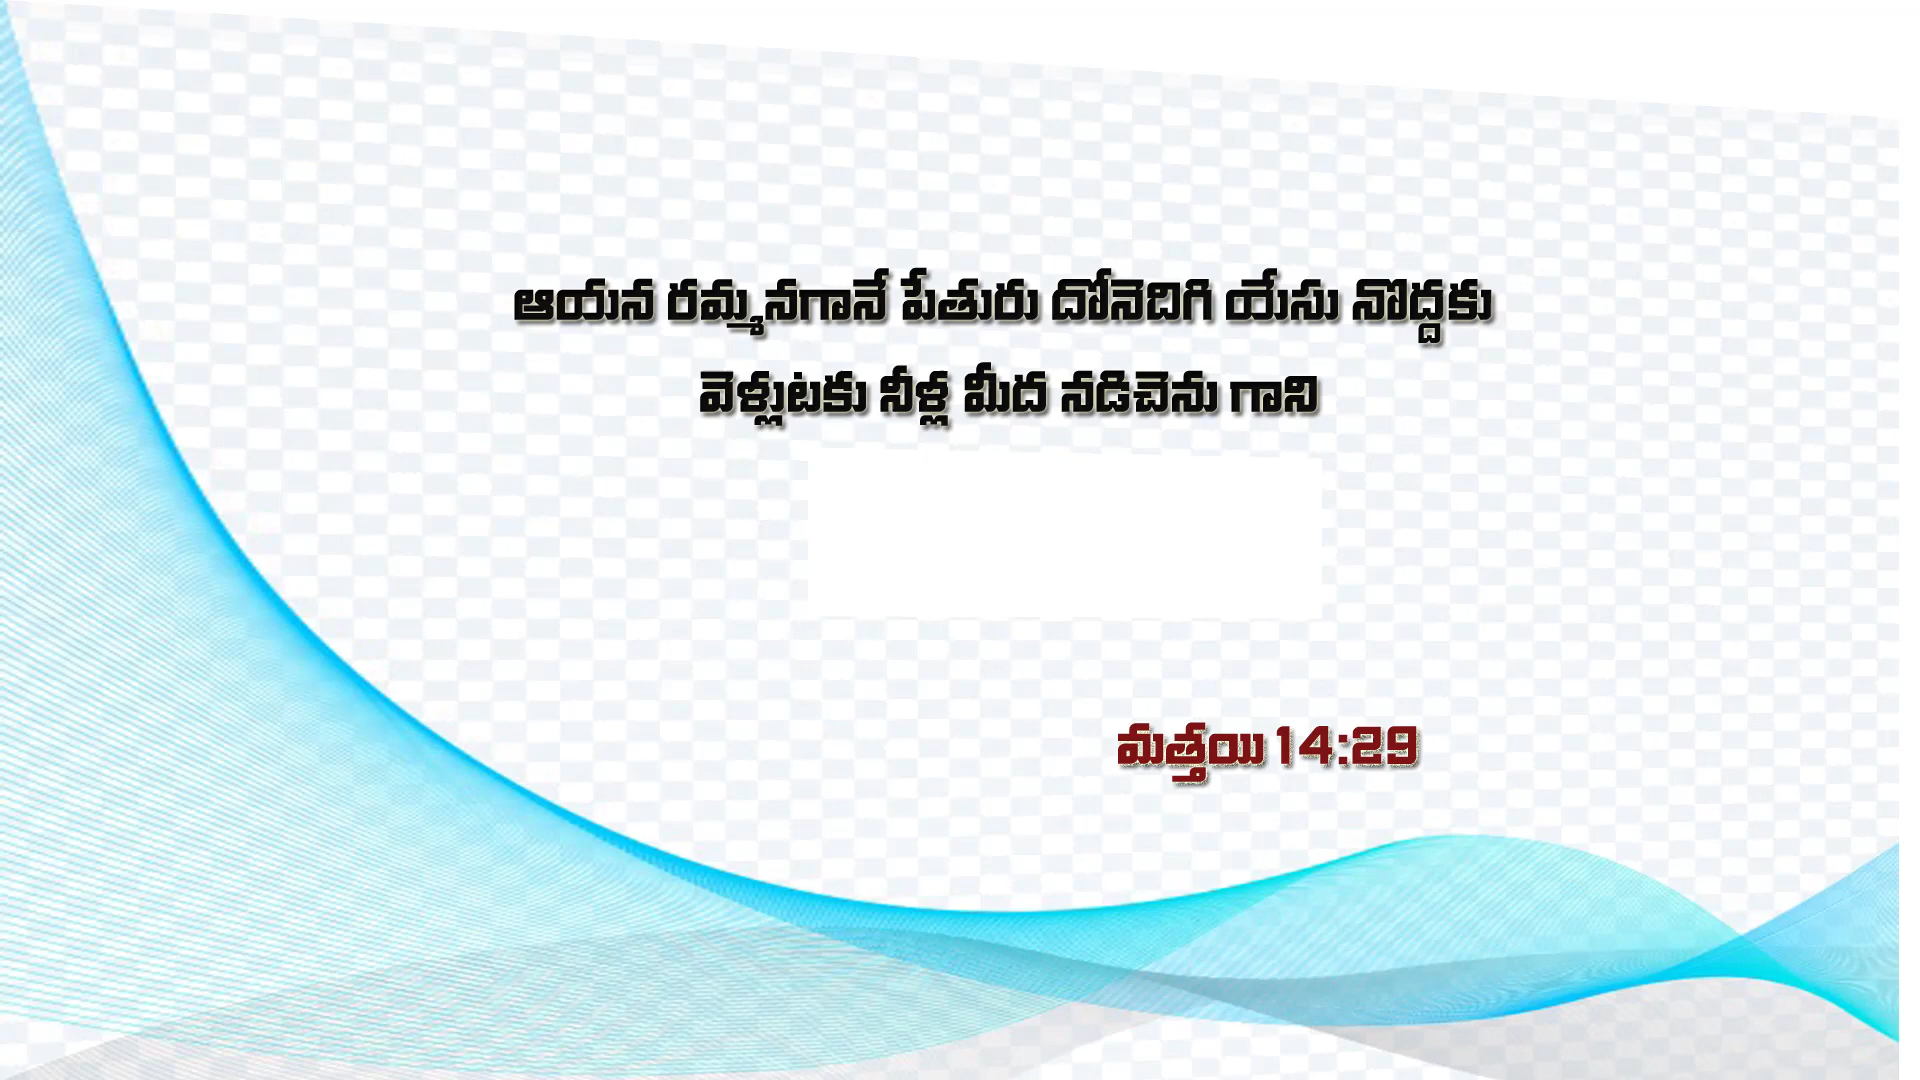 ఆయన రమ్మనగానే పేతురు దోనెదిగి యేసు నొద్దకు
వెళ్లుటకు నీళ్ల మీద నడిచెను గాని
మత్తయి 14:29